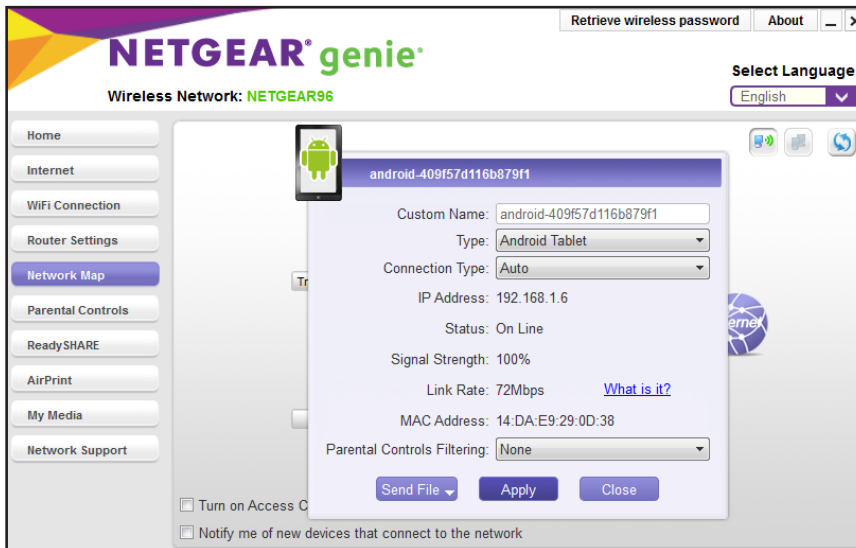 Retrieve wireless password About
NETGEAR® genie®
Select Language
Wireless Network: NETGEAR96
English
Home
Internet
WiFi Connection
Router Settings
Network Map
Parental Controls
ReadySHARE
AirPrint
My Media
Network Support
android-409f57d116b879f1
Custom Name: android-409f57d116b879f1
Type: Android Tablet
Connection Type: Auto
IP Address: 192.168.1.6
Status: On Line
Signal Strength: 100%
Link Rate: 72Mbps What is it?
MAC Address: 14:DA:E9:29:0D:38
Parental Controls Filtering: None
Send File Apply Close
Tr
ernet
Turn on Access C
Notify me of new devices that connect to the network